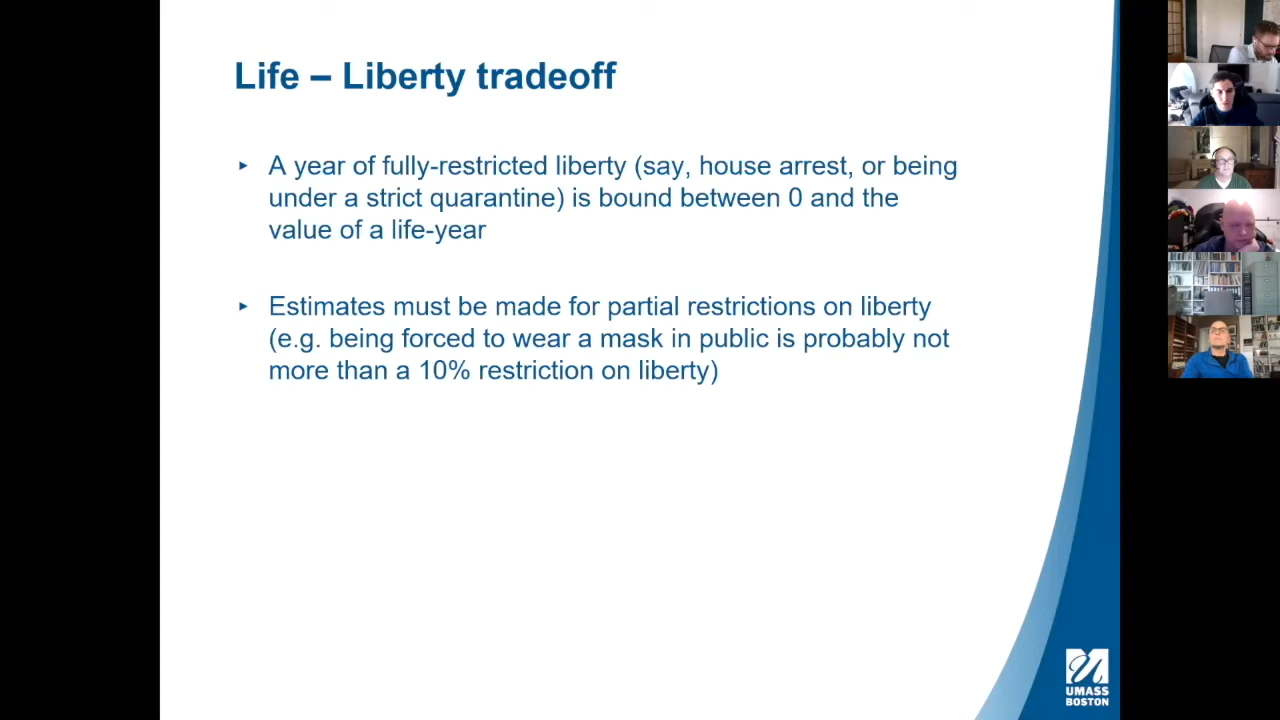 Life – Liberty tradeoff
A year of fully-restricted liberty (say, house arrest, or being
under a strict quarantine) is bound between 0 and the
value of a life-year
Estimates must be made for partial restrictions on liberty
(e.g. being forced to wear a mask in public is probably not
more than a 10% restriction on liberty)
UMASS
BOSTON